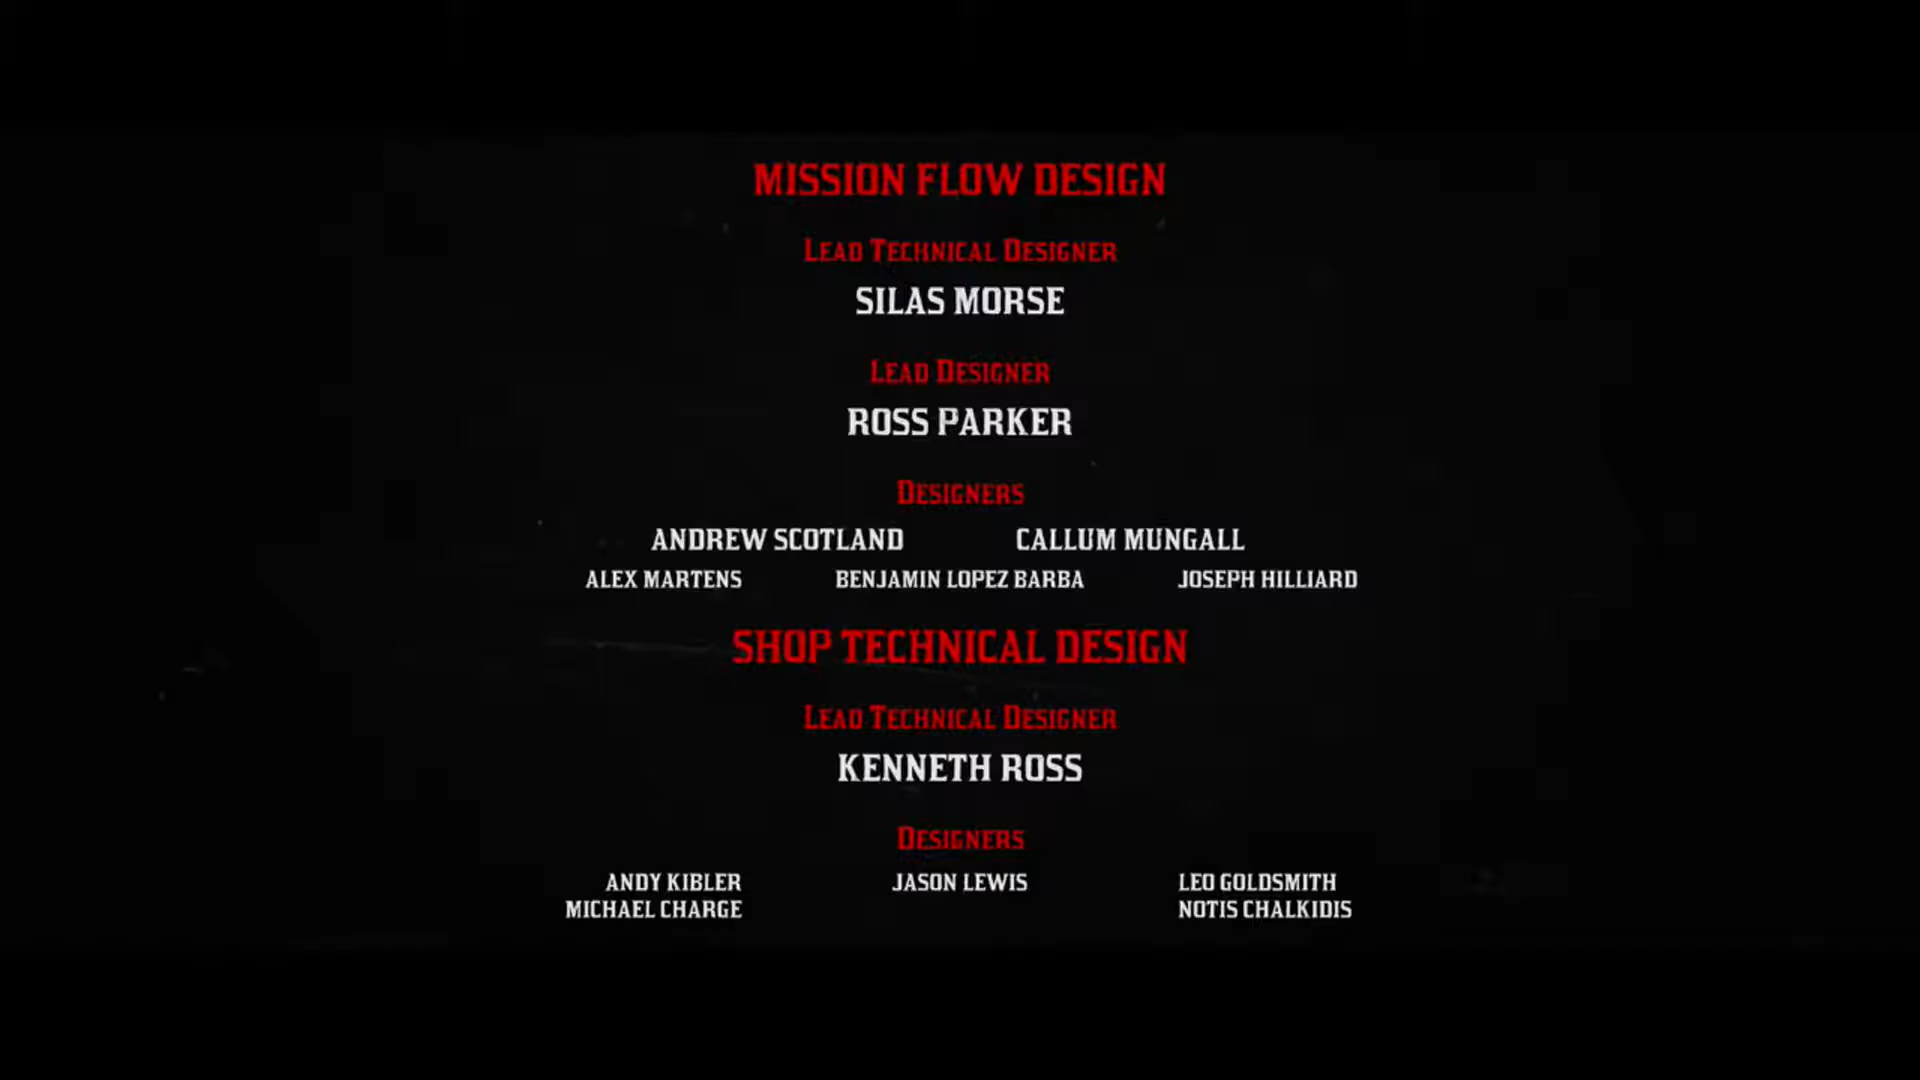 MISSION FLOW DESIGN
LEAD TECHNICAL DESIGNER
SILAS MORSE
LEAD DESIGNER
ROSS PARKER
DESIGNERS
ANDREW SCOTLAND CALLUM MUNGALL
ALEX MARTENS BENJAMIN LOPEZ BARBA JOSEPH HILLIARD
SHOP TECHNICAL DESIGN
LEAD TECHNICAL DESIGNER
KENNETH ROSS
DESIGNERS
ANDY KIBLER JASON LEWIS LEO GOLDSMITH
MICHAEL CHARGE NOTIS CHALKIDIS